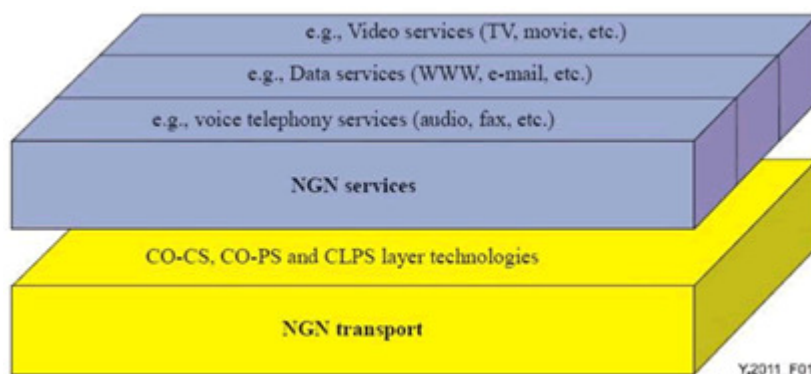 e.g., Video services (TV, movie, etc.)
e.g., Data services (WWW, e-mail, etc.)
e.g., voice telephony services (audio, fax, etc.)
NGN services
CO-CS, CO-PS and CLPS layer technologies
NGN transport